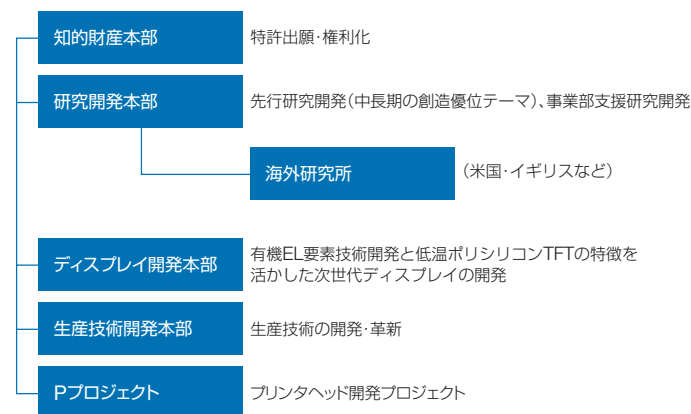 知的財産本部 特許出願・権利化
研究開発本部 先行研究開発(中長期の創造優位テーマ)、事業部支援研究開発
海外研究所 (米国・イギリスなど)
ディスプレイ開発本部 有機EL要素技術開発と低温ポリシリコンTFTの特徴を
活かした次世代ディスプレイの開発
生産技術開発本部 生産技術の開発・革新
Pプロジェクト プリンタヘッド開発プロジェクト